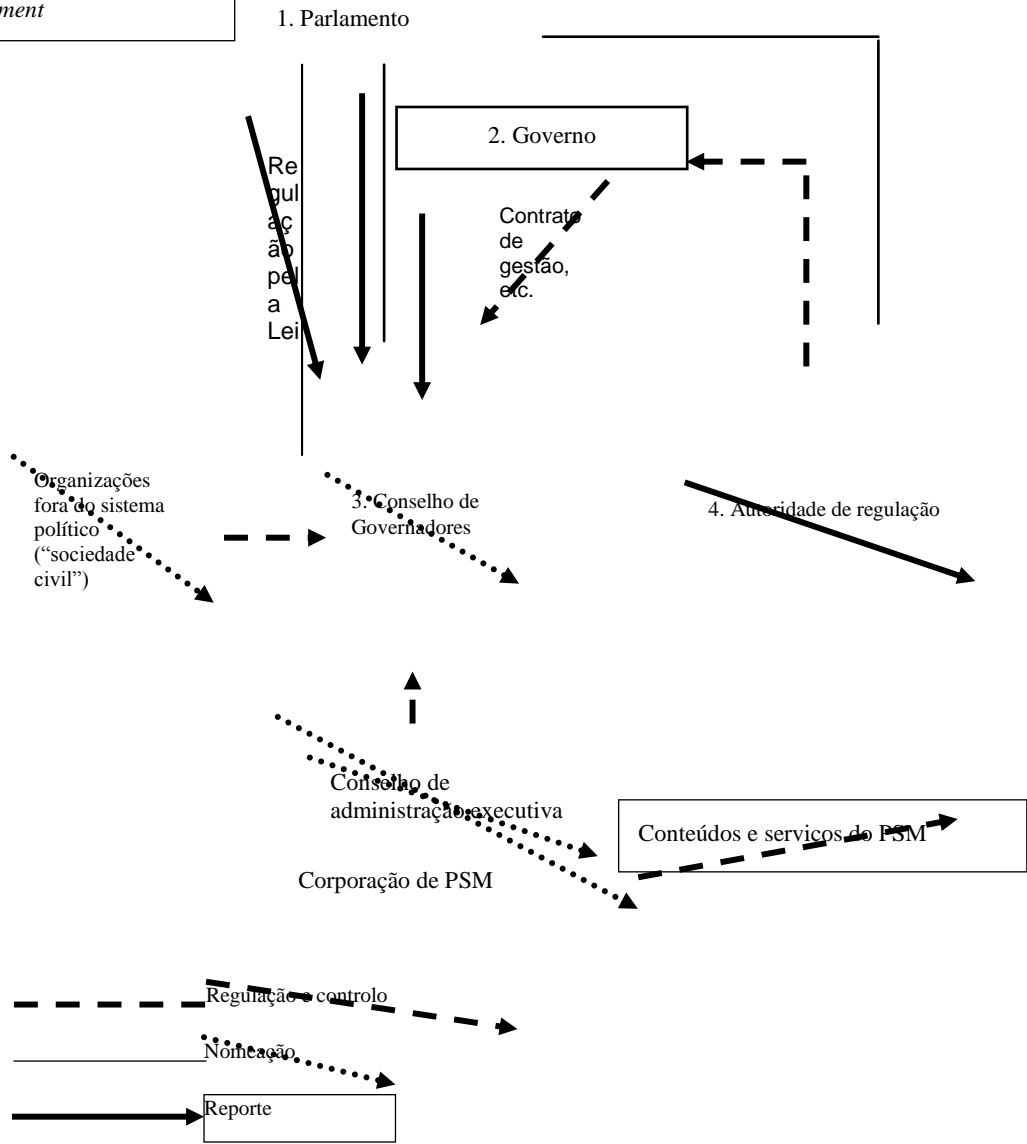 ment
1. Parlamento
2. Governo
Re
gul
aç
ão
pel
a
Lei
Contrato
de
gestão,
etc.
Organizações
fora do sistema
político
(“sociedade
civil”)
3. Conselho de
Governadores
4. Autoridade de regulação
Conselho de
administração executiva
Conteúdos e serviços do PSM
Corporação de PSM
Regulação e controlo
Nomeação
Reporte